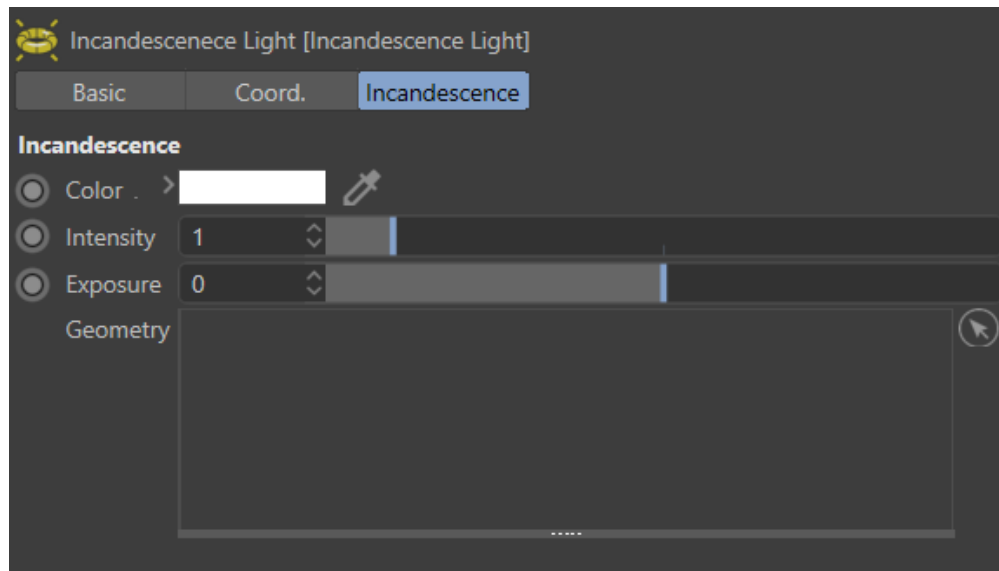 Incandescenece Light [Incandescence Light]
Basic Coord. Incandescence
Incandescence
Color .
Intensity 1
Exposure 0
Geometry